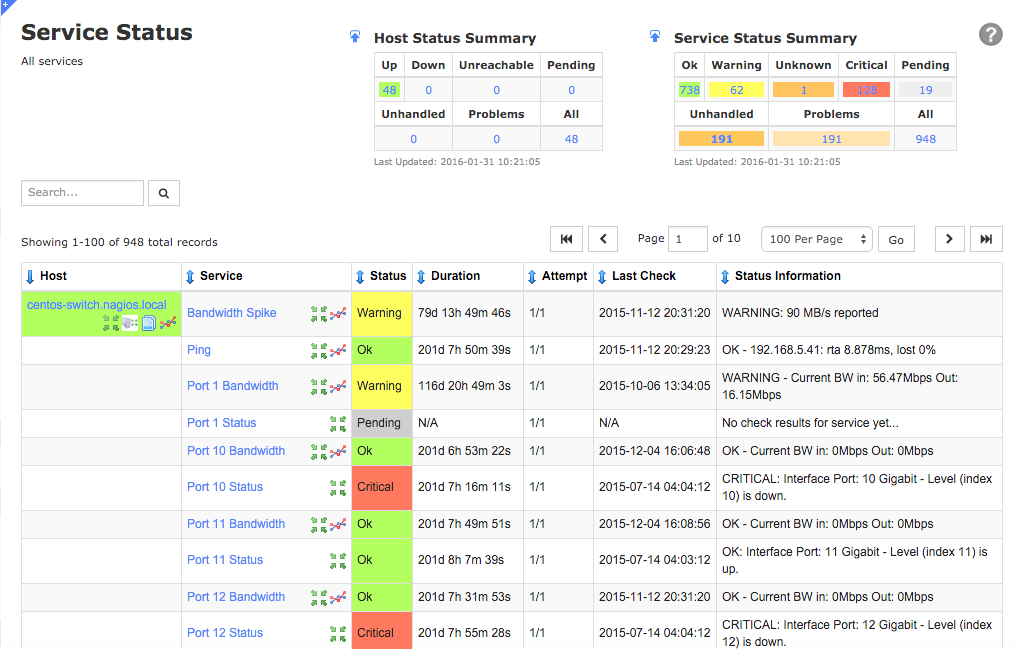 Service Status
All services
Host Status Summary
Up Down Unreachable Pending
48 0 0 0
Unhandled Problems All
0 0 48
Last Updated: 2016-01-31 10:21:05
Service Status Summary
?
Ok Warning Unknown Critical Pending
738 62 1 128 19
Unhandled Problems All
191 191 948
Last Updated: 2016-01-31 10:21:05
Search...
Showing 1-100 of 948 total records
Page 1 of 10 100 Per Page Go
Host Service Status Duration Attempt Last Check Status Information
centos-switch.nagios.local Bandwidth Spike Warning 79d 13h 49m 46s 1/1 2015-11-12 20:31:20 WARNING: 90 MB/s reported
Ping Ok 201d 7h 50m 39s 1/1 2015-11-12 20:29:23 OK - 192.168.5.41: rta 8.878ms, lost 0%
Port 1 Bandwidth Warning 116d 20h 49m 3s 1/1 2015-10-06 13:34:05 WARNING - Current BW in: 56.47Mbps Out:
16.15Mbps
Port 1 Status Pending N/A 1/1 N/A No check results for service yet...
Port 10 Bandwidth Ok 201d 6h 53m 22s 1/1 2015-12-04 16:06:48 OK - Current BW in: 0Mbps Out: 0Mbps
Port 10 Status Critical 201d 7h 16m 11s 1/1 2015-07-14 04:04:12 CRITICAL: Interface Port: 10 Gigabit - Level (index
10) is down.
Port 11 Bandwidth Ok 201d 7h 49m 51s 1/1 2015-12-04 16:08:56 OK - Current BW in: 0Mbps Out: 0Mbps
Port 11 Status Ok 201d 8h 7m 39s 1/1 2015-07-14 04:03:12 OK: Interface Port: 11 Gigabit - Level (index 11) is
up.
Port 12 Bandwidth Ok 201d 7h 31m 53s 1/1 2015-11-12 20:31:20 OK - Current BW in: 0Mbps Out: 0Mbps
Port 12 Status Critical 201d 7h 55m 28s 1/1 2015-07-14 04:04:12 CRITICAL: Interface Port: 12 Gigabit - Level (index
12) is down.